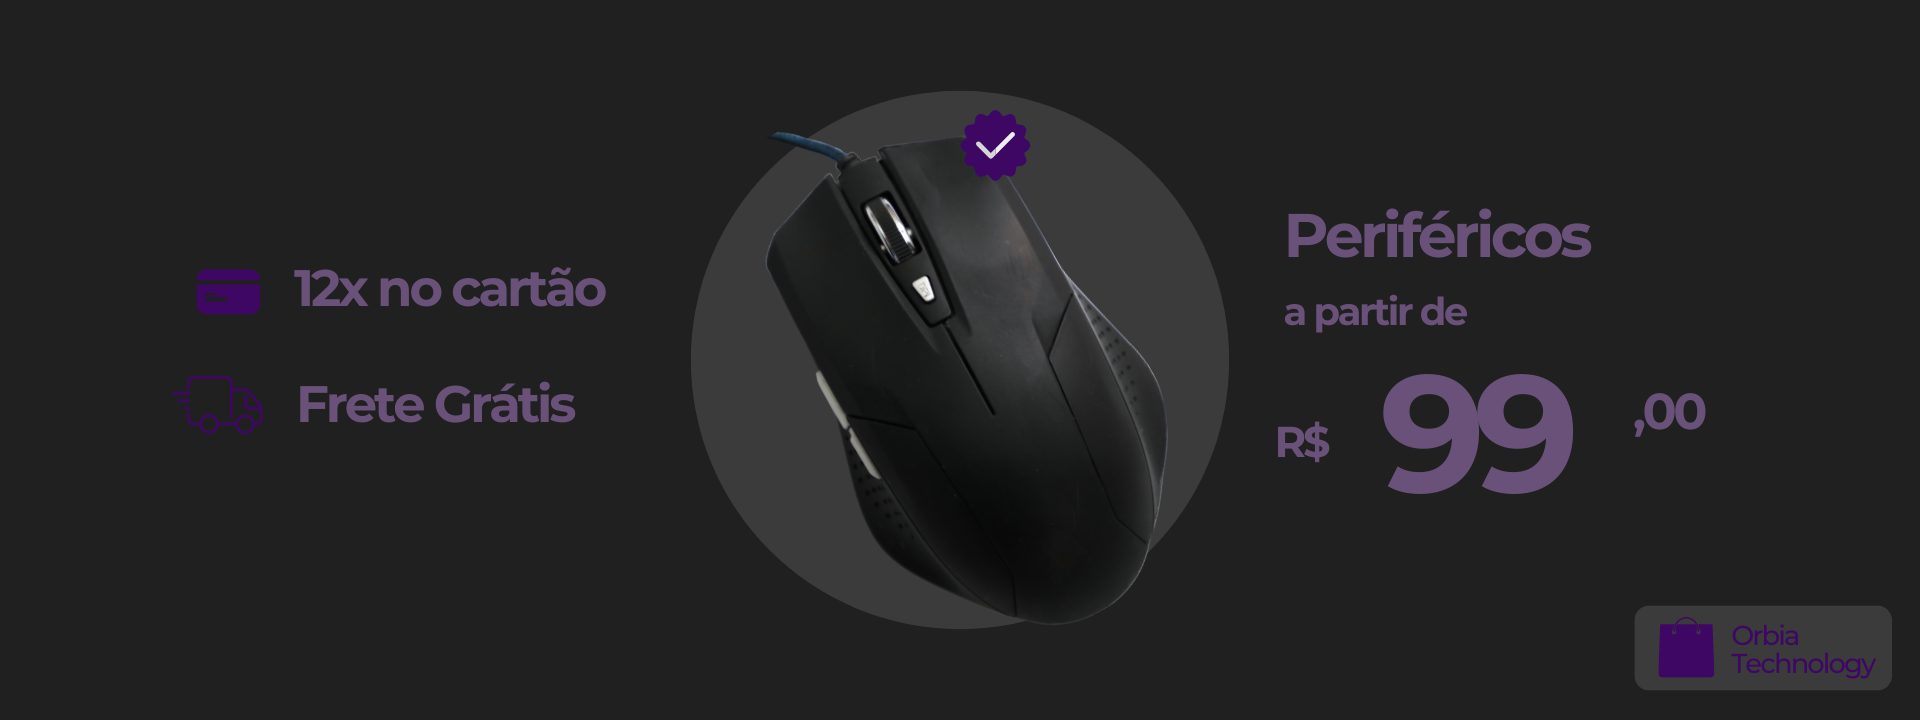 12x no cartão
Frete Grátis
Periféricos
a partir de
R$ 99 ,00
Orbia
Technology